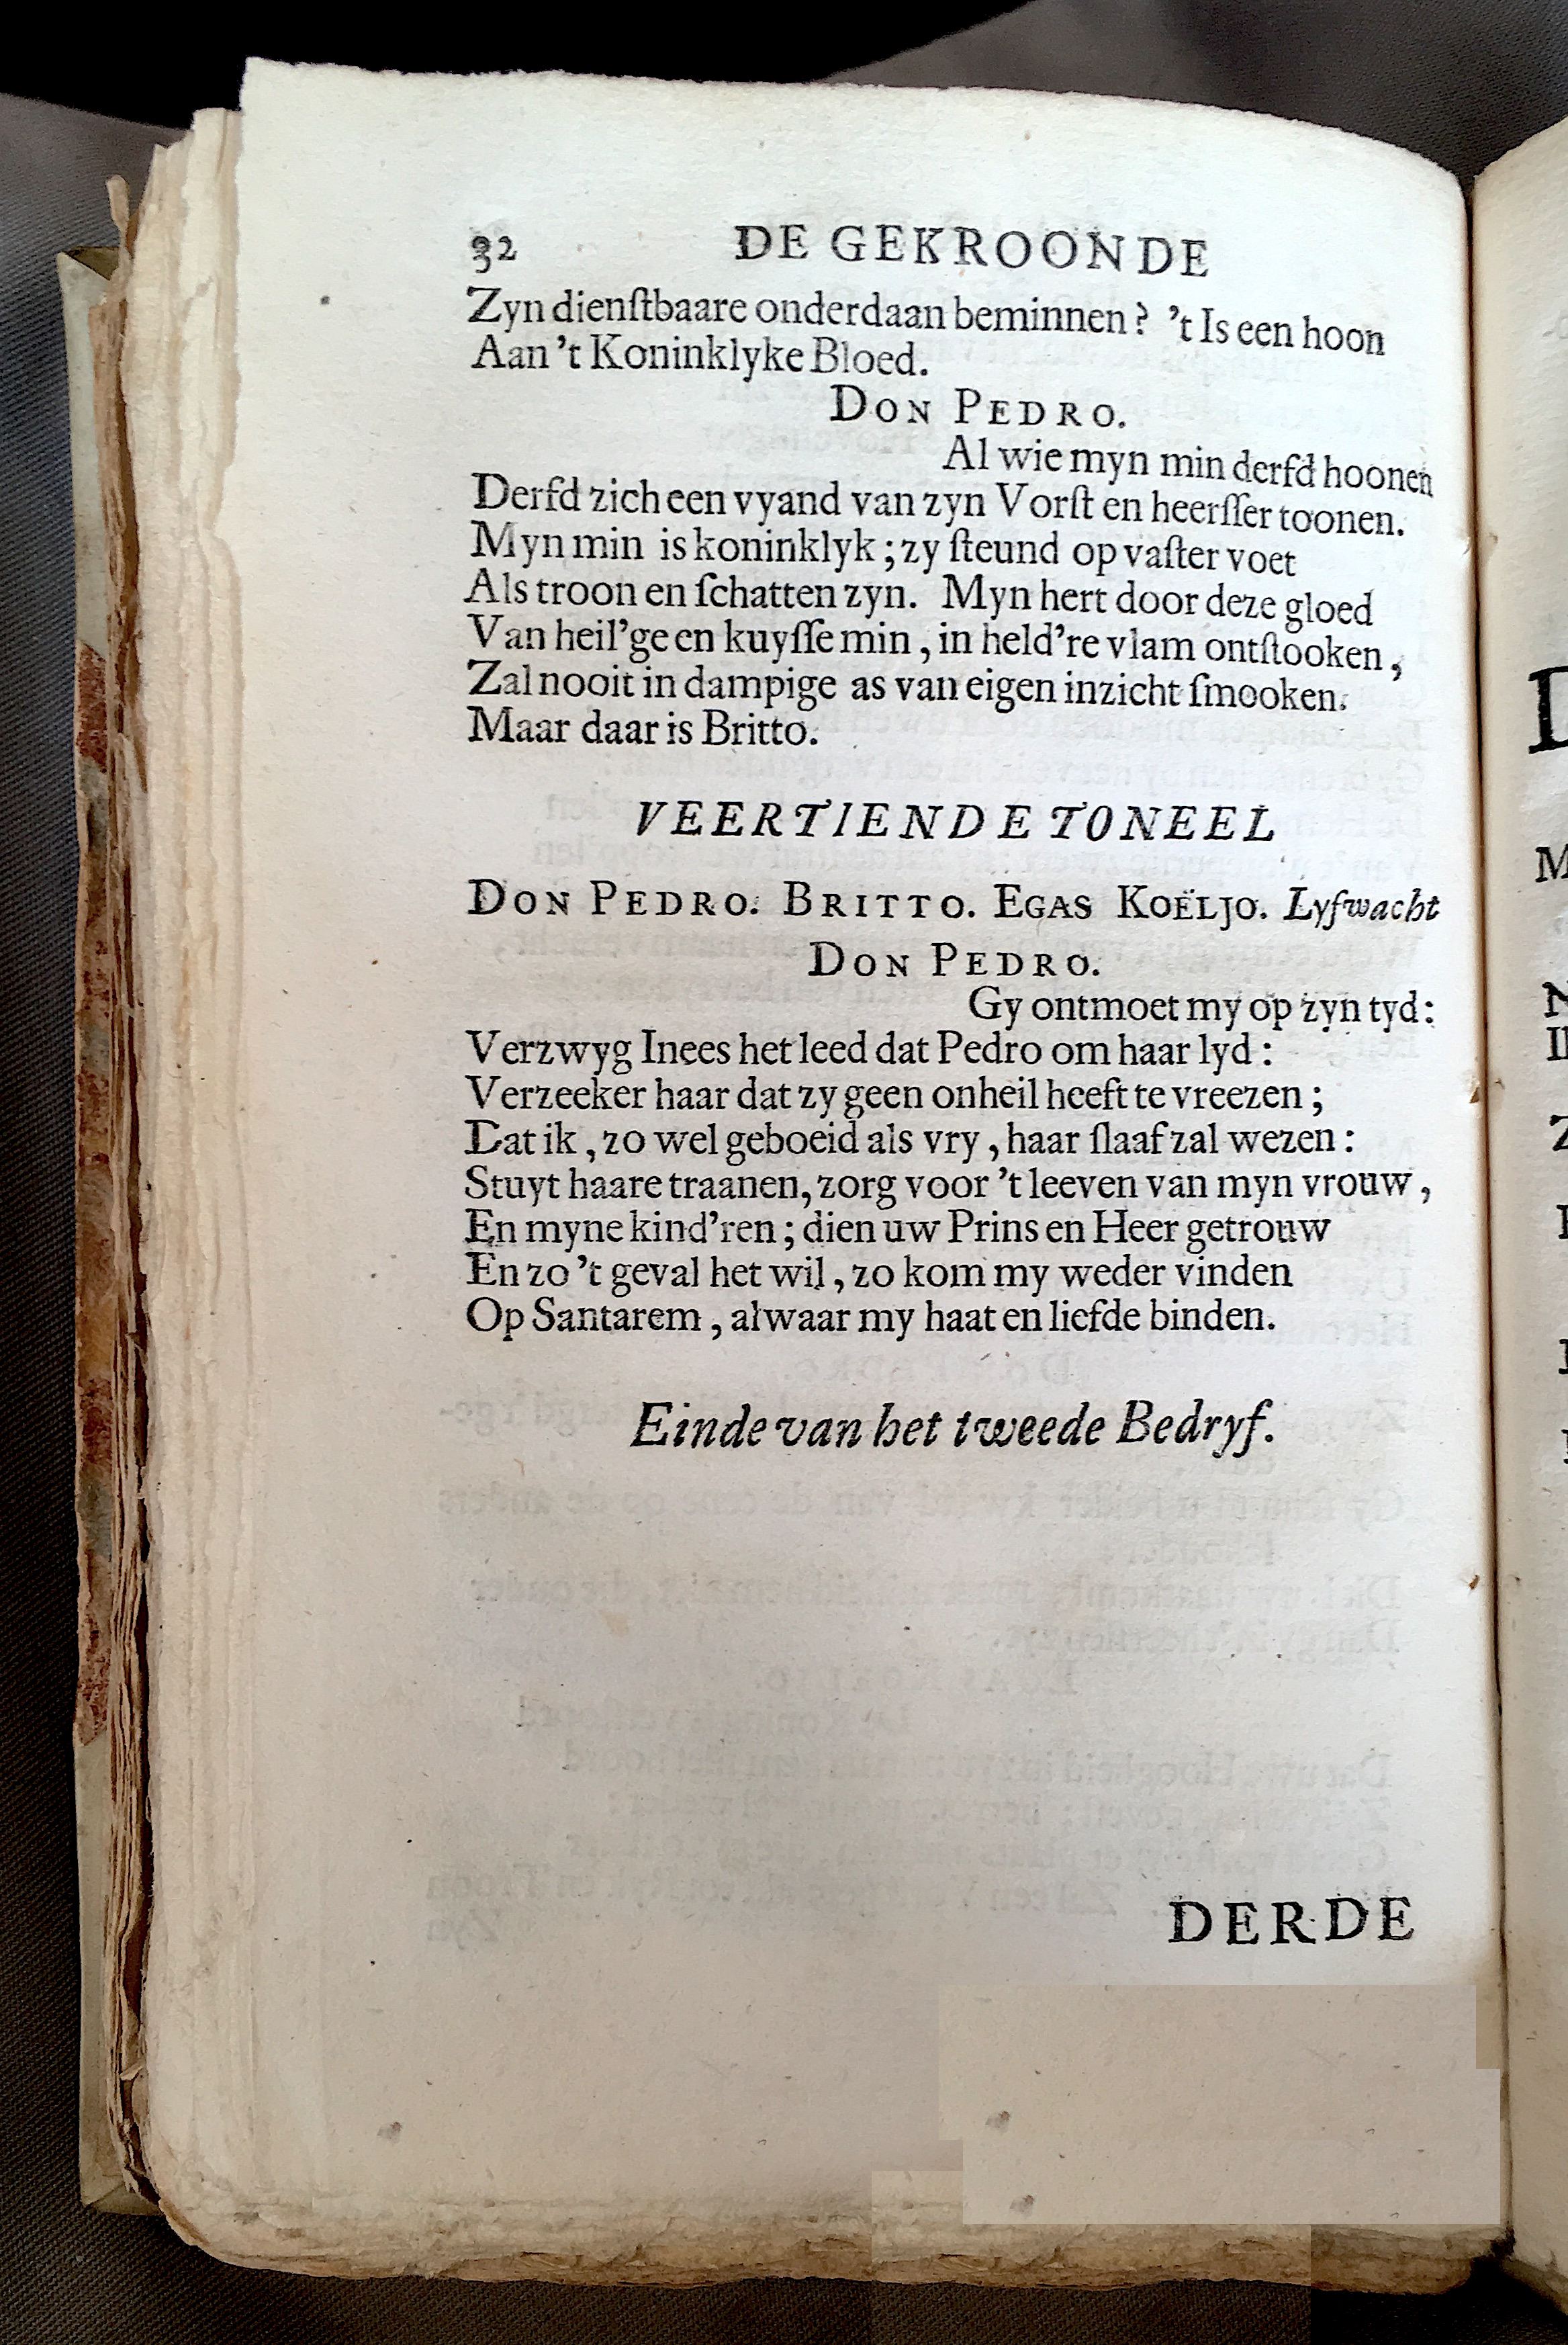 32 DE GEKROONDE
Zyn dienſtbaare onderdaan beminnen? 't Is een hoon
Aan 't Koninklyke Bloed.
DON PEDRO.
Al wie myn min derfd hoonen
Derfd zich een vyand van zyn Vorſt en heerſſer toonen.
Myn min is koninklyk; zy ſteund op vaſter voet
Als troon en ſchatten zyn. Myn hert door deze gloed
Van heil'ge en kuyſſe min, in held're vlam ontſtooken,
Zal nooit in dampige as van eigen inzicht ſmooken.
Maar daar is Britto.
VEERTIENDE TONEEL
DON PEDRO. BRITTO. EGAS KOËLJO. Lyfwacht
DON PEDRO.
Gy ontmoet my op zyn tyd:
Verzwyg Inees het leed dat Pedro om haar lyd:
Verzeeker haar dat zy geen onheil heeft te vreezen;
Dat ik, zo wel geboeid als vry, haar ſlaaf zal wezen:
Stuyt haare traanen, zorg voor 't leeven van myn vrouw,
En myne kind'ren; dien uw Prins en Heer getrouw
En zo 't geval het wil, zo kom my weder vinden
Op Santarem, alwaar my haat en liefde binden.
Einde van het tweede Bedryf.
DERDE